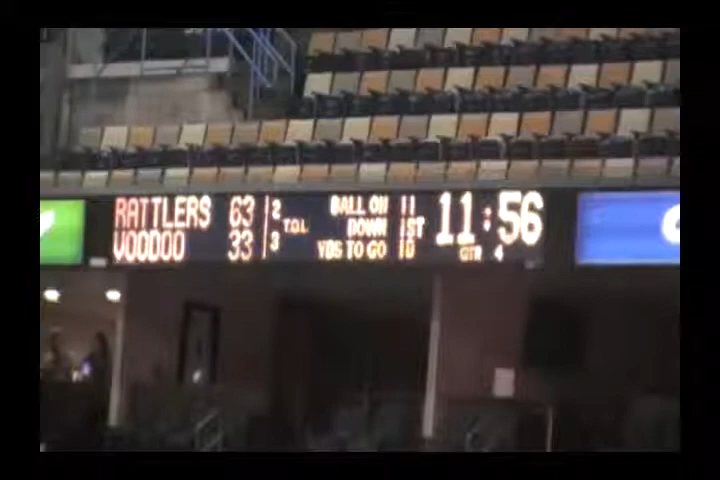 RATTLERS 63 2 T.O.L BALL ON 11 11:56
VOODOO 33 3 DOWN 1ST
YDS TO GO 10 QTR 4